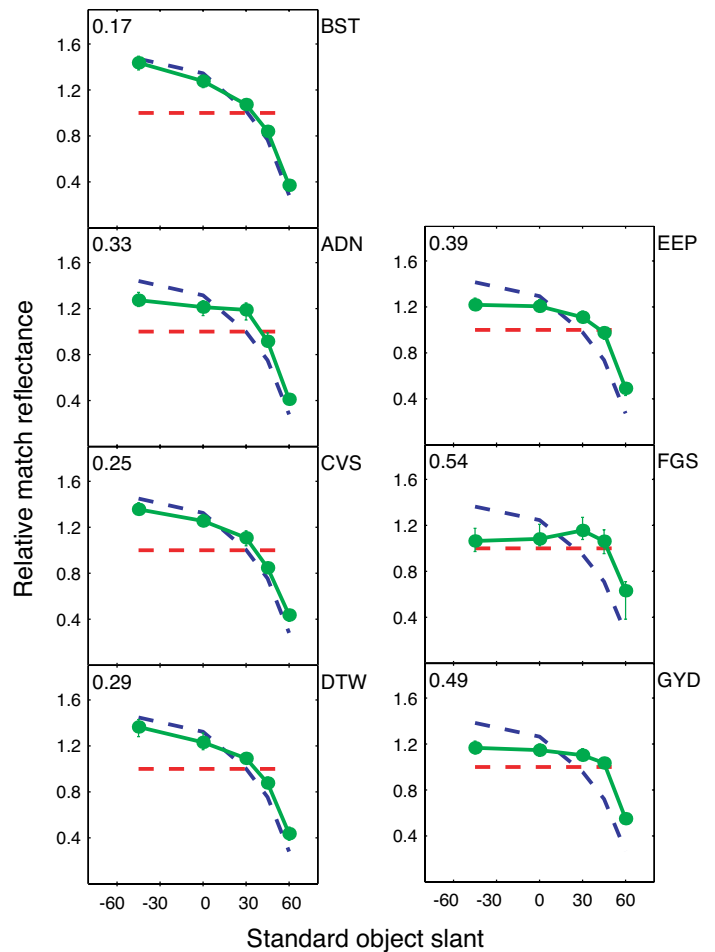 0.17 BST
1.6
1.2
0.8
0.4
0.33 ADN
1.6
1.2
0.8
0.4
0.39 EEP
1.6
1.2
0.8
0.4
Relative match reflectance
0.25 CVS
1.6
1.2
0.8
0.4
0.54 FGS
1.6
1.2
0.8
0.4
0.29 DTW
1.6
1.2
0.8
0.4
0.49 GYD
1.6
1.2
0.8
0.4
-60 -30 0 30 60
-60 -30 0 30 60
Standard object slant